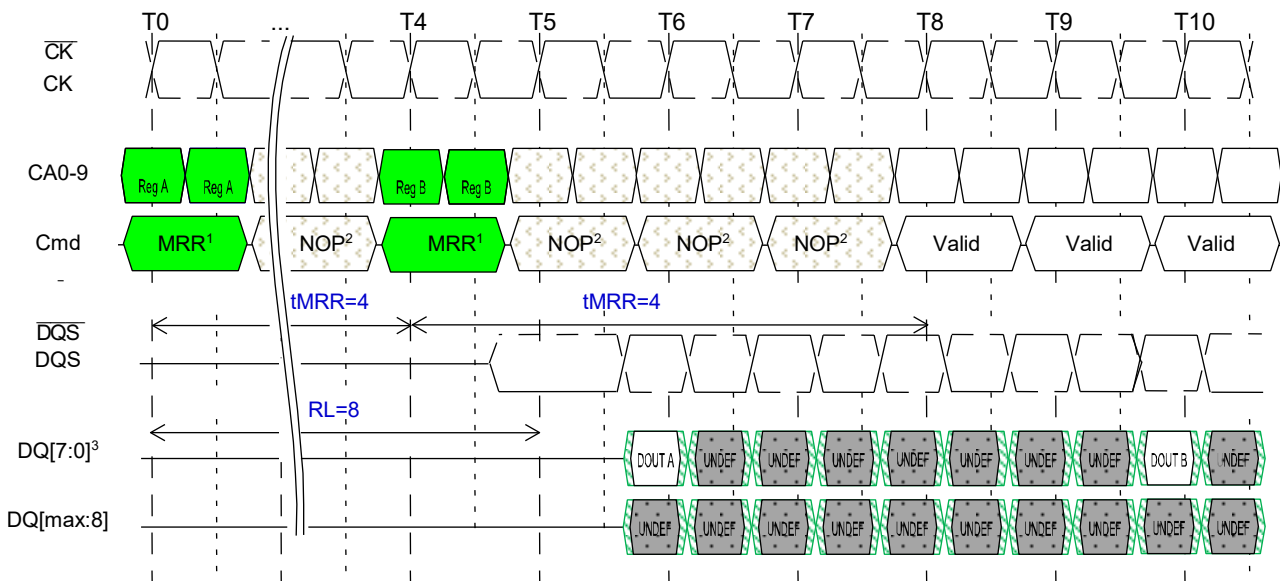 T0 ... T4 T5 T6 T7 T8 T9 T10
CK
CK
CA0-9 Reg A Reg A Reg B Reg B
Cmd MRR¹ NOP² MRR¹ NOP² NOP² NOP² Valid Valid Valid
-
tMRR=4 tMRR=4
DQS
DQS
RL=8
DQ[7:0]³ DOUT A UNDEF UNDEF UNDEF UNDEF UNDEF UNDEF UNDEF DOUT B UNDEF
DQ[max:8] UNDEF UNDEF UNDEF UNDEF UNDEF UNDEF UNDEF UNDEF UNDEF UNDEF